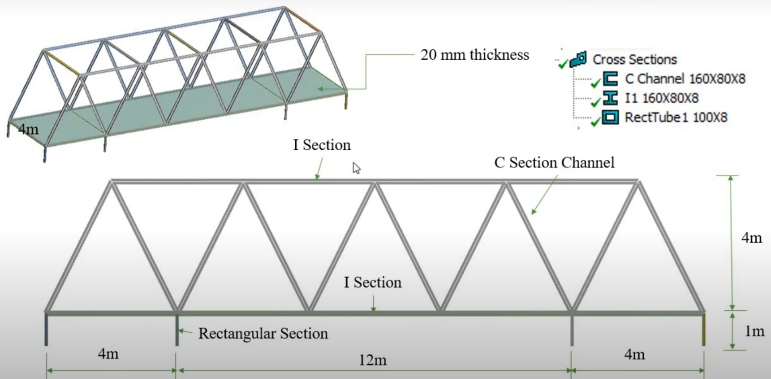 20 mm thickness
Cross Sections
C Channel 160X80X8
I1 160X80X8
RectTube1 100X8
4m
I Section
C Section Channel
4m
I Section
Rectangular Section
1m
4m
12m
4m